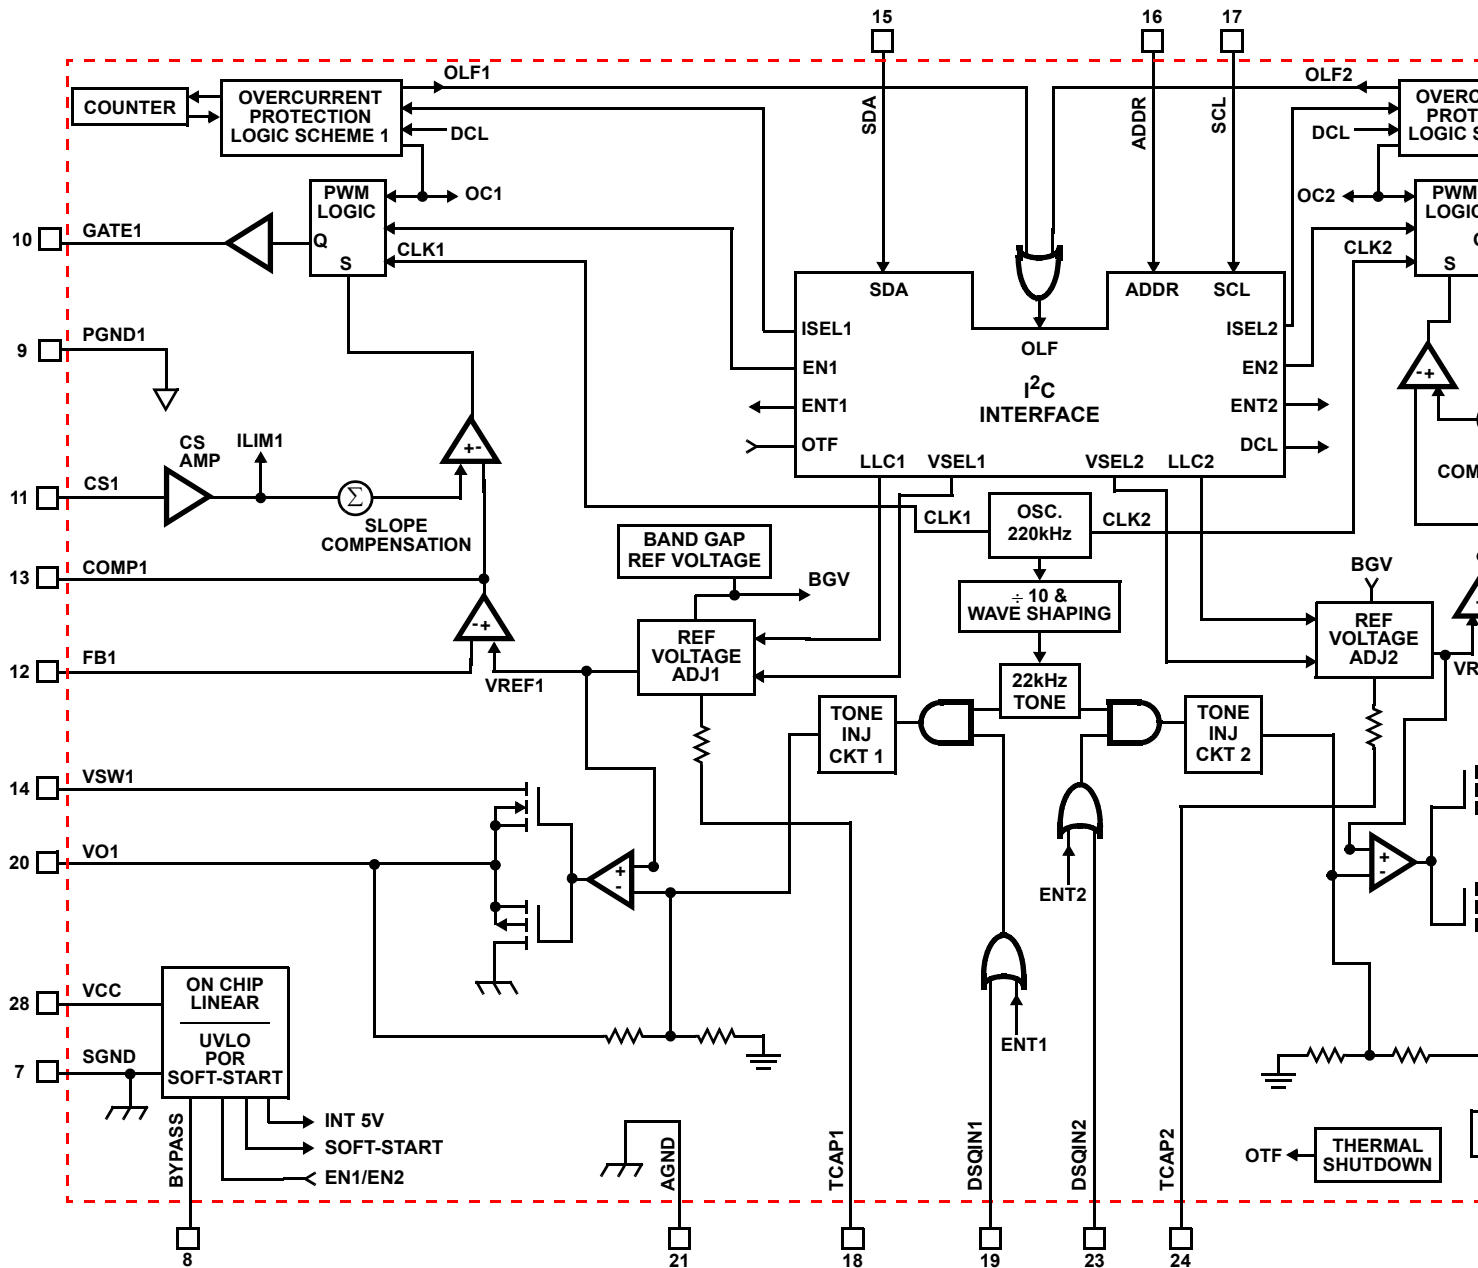 15
16
17
OLF1
OLF2
COUNTER
OVERCURRENT
PROTECTION
LOGIC SCHEME 1
DCL
SDA
ADDR
SCL
DCL
OVERC
PROT
LOGIC S
PWM
LOGIC
Q
S
OC1
CLK1
OC2
CLK2
PWM
LOGIC
S
10
GATE1
SDA
ADDR
SCL
9
PGND1
ISEL1
OLF
ISEL2
EN1
I2C
INTERFACE
EN2
ENT1
ENT2
OTF
DCL
LLC1
VSEL1
VSEL2
LLC2
-+
CS
AMP
ILIM1
+-
11
CS1
Σ
SLOPE
COMPENSATION
COM
CLK1
OSC.
220kHz
CLK2
BAND GAP
REF VOLTAGE
BGV
BGV
13
COMP1
÷ 10 &
WAVE SHAPING
-+
REF
VOLTAGE
ADJ1
REF
VOLTAGE
ADJ2
12
FB1
VREF1
VR
22kHz
TONE
TONE
INJ
CKT 1
TONE
INJ
CKT 2
14
VSW1
20
VO1
+
-
+
-
ENT2
28
VCC
ON CHIP
LINEAR
UVLO
POR
SOFT-START
7
SGND
ENT1
INT 5V
SOFT-START
EN1/EN2
BYPASS
AGND
TCAP1
DSQIN1
DSQIN2
TCAP2
OTF
THERMAL
SHUTDOWN
8
21
18
19
23
24